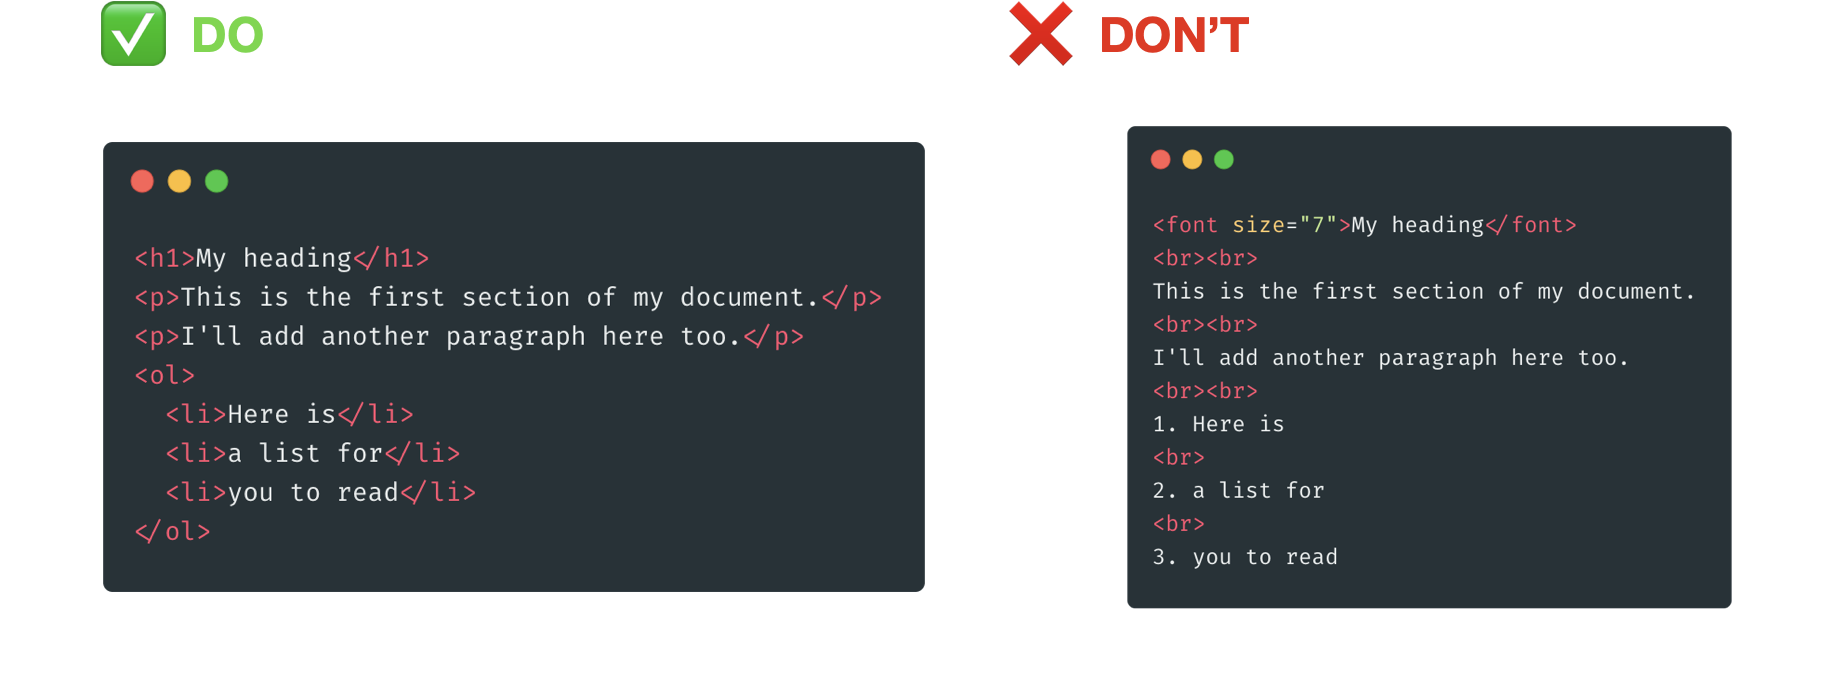 ✅ DO
<h1>My heading</h1>
<p>This is the first section of my document.</p>
<p>I'll add another paragraph here too.</p>
<ol>
  <li>Here is</li>
  <li>a list for</li>
  <li>you to read</li>
</ol>
❌ DON’T
<font size="7">My heading</font>
<br><br>
This is the first section of my document.
<br><br>
I'll add another paragraph here too.
<br><br>
1. Here is
<br>
2. a list for
<br>
3. you to read